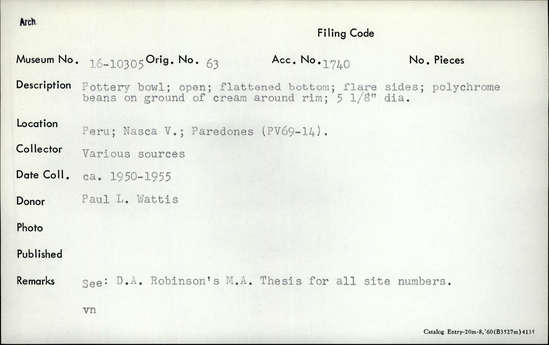 Arch.
Filing Code
Museum No. 16-10305 Orig. No. 63 Acc. No. 1740 No. Pieces
Description Pottery bowl; open; flattened bottom; flare sides; polychrome
beans on ground of cream around rim; 5 1/8" dia.
Location Peru; Nasca V.; Paredones (PV69-14).
Collector Various sources
Date Coll. ca. 1950-1955
Donor Paul L. Wattis
Photo
Published
Remarks See: D.A. Robinson's M.A. Thesis for all site numbers.
vn
Catalog Entry-20m-8,'60(B3527m)